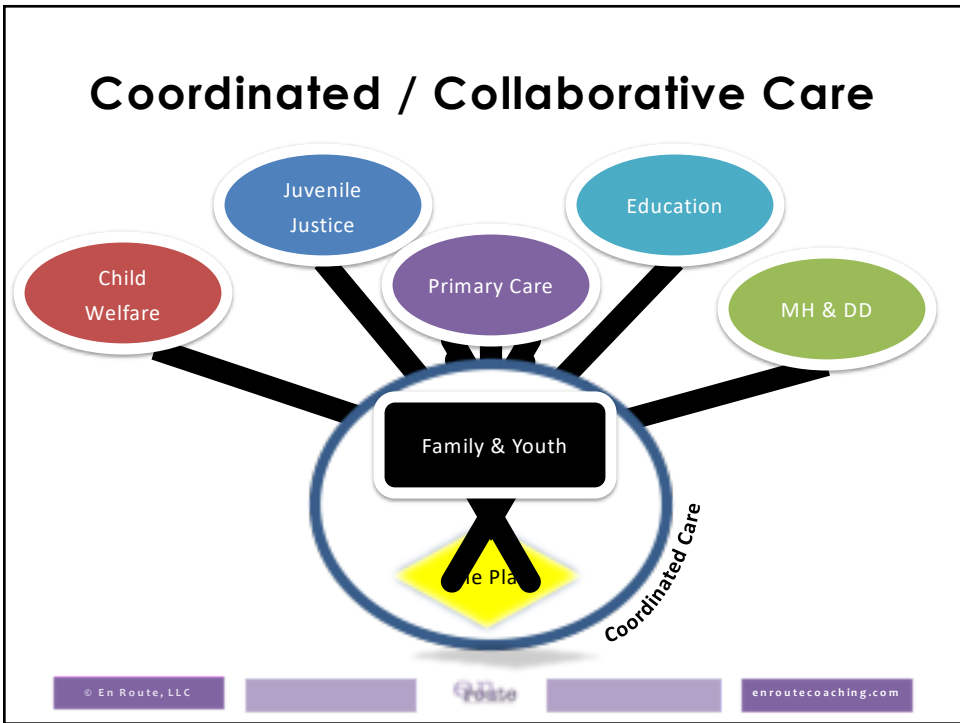 Coordinated / Collaborative Care
Juvenile
Justice
Education
Child
Welfare
Primary Care
MH & DD
Family & Youth
Coordinated Care
© En Route, LLC
route
enroutecoaching.com